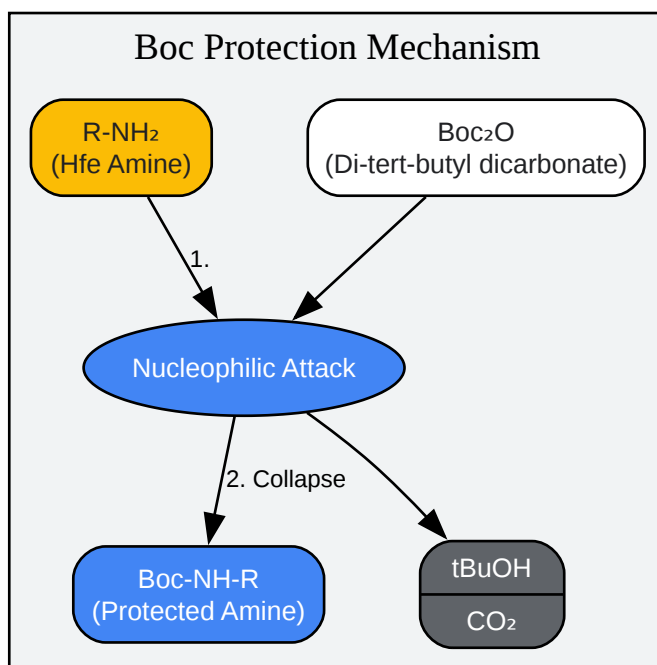 Boc Protection Mechanism
R-NH₂
(Hfe Amine)
Boc₂O
(Di-tert-butyl dicarbonate)
1.
Nucleophilic Attack
2. Collapse
Boc-NH-R
(Protected Amine)
tBuOH
CO₂